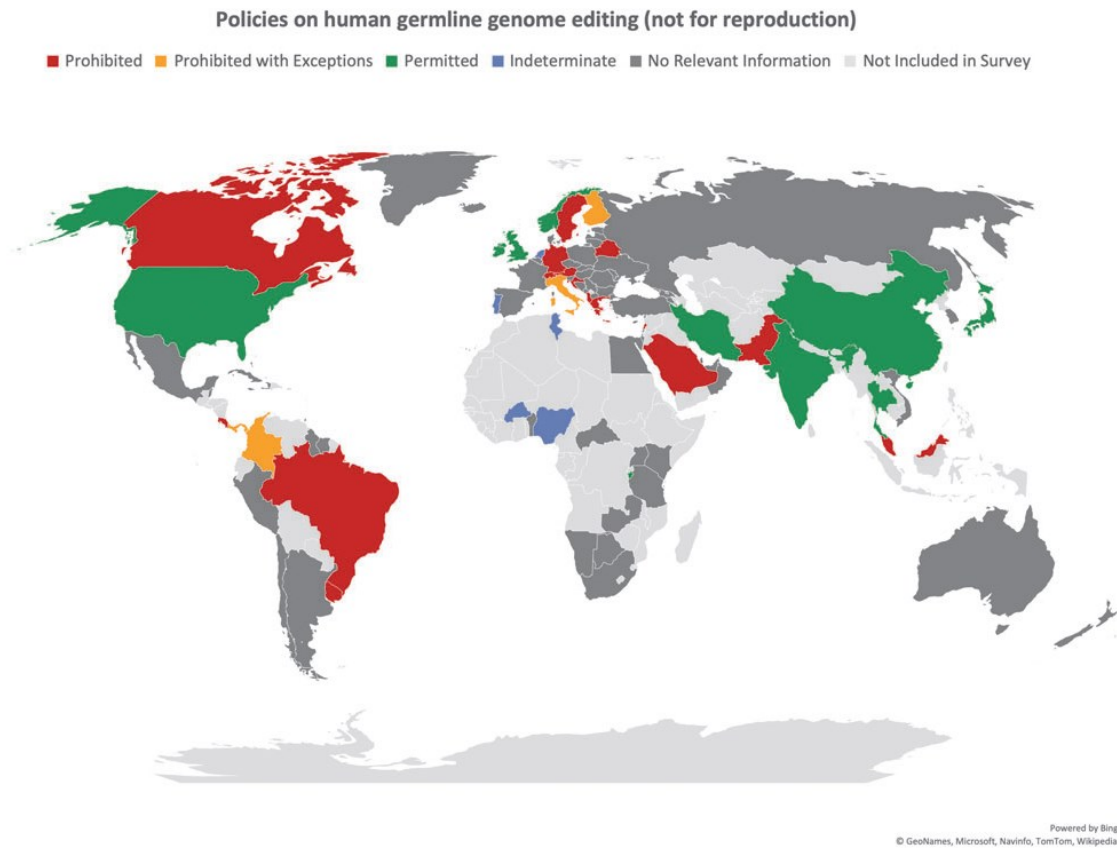 Policies on human germline genome editing (not for reproduction)
Prohibited Prohibited with Exceptions Permitted Indeterminate No Relevant Information Not Included in Survey
Powered by Bing
© GeoNames, Microsoft, Navinfo, TomTom, Wikipedia